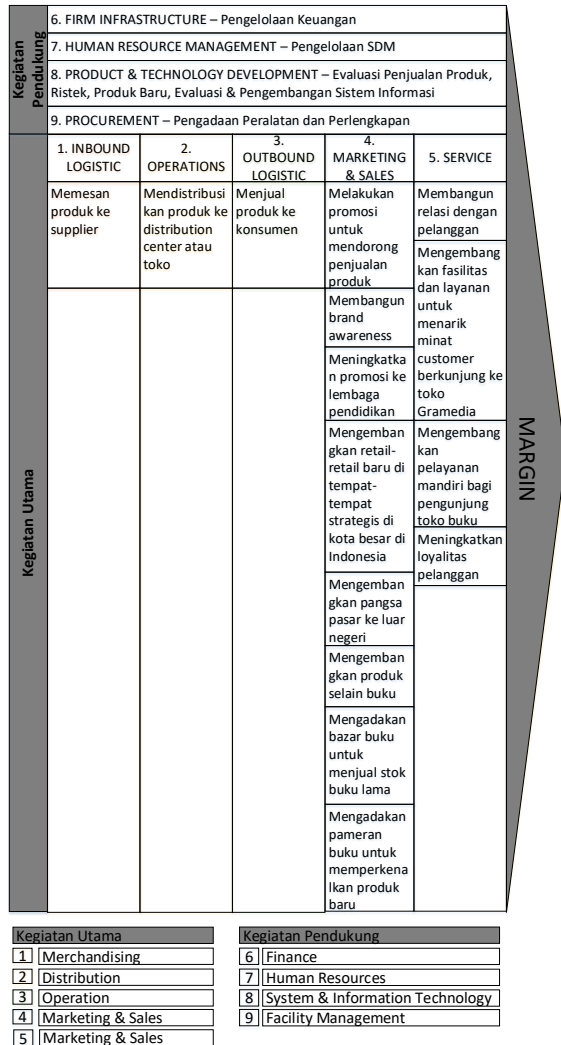 Kegiatan
Pendukung
6. FIRM INFRASTRUCTURE – Pengelolaan Keuangan
7. HUMAN RESOURCE MANAGEMENT – Pengelolaan SDM
8. PRODUCT & TECHNOLOGY DEVELOPMENT – Evaluasi Penjualan Produk,
Ristek, Produk Baru, Evaluasi & Pengembangan Sistem Informasi
9. PROCUREMENT – Pengadaan Peralatan dan Perlengkapan
Kegiatan Utama
1. INBOUND
LOGISTIC
2.
OPERATIONS
3.
OUTBOUND
LOGISTIC
4.
MARKETING
& SALES
5. SERVICE
Memesan
produk ke
supplier
Mendistribusi
kan produk ke
distribution
center atau
toko
Menjual
produk ke
konsumen
Melakukan
promosi
untuk
mendorong
penjualan
produk
Membangun
brand
awareness
Meningkatka
n promosi ke
lembaga
pendidikan
Mengemban
gkan retail-
retail baru di
tempat-
tempat
strategis di
kota besar di
Indonesia
Mengemban
gkan pangsa
pasar ke luar
negeri
Mengemban
gkan produk
selain buku
Mengadakan
bazar buku
untuk
menjual stok
buku lama
Mengadakan
pameran
buku untuk
memperkena
lkan produk
baru
Membangun
relasi dengan
pelanggan
Mengembang
kan fasilitas
dan layanan
untuk
menarik
minat
customer
berkunjung ke
toko
Gramedia
Mengembang
kan
pelayanan
mandiri bagi
pengunjung
toko buku
Meningkatkan
loyalitas
pelanggan
MARGIN
Kegiatan Utama
1 Merchandising
2 Distribution
3 Operation
4 Marketing & Sales
5 Marketing & Sales
Kegiatan Pendukung
6 Finance
7 Human Resources
8 System & Information Technology
9 Facility Management